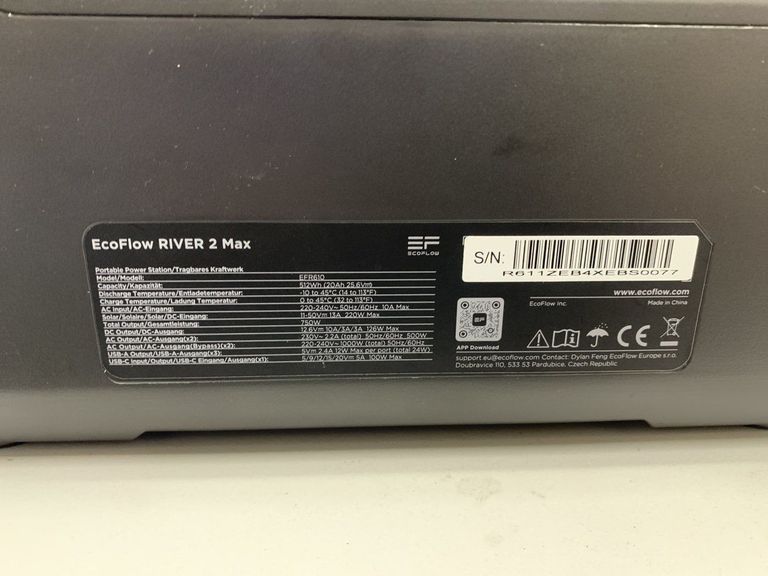 EcoFlow RIVER 2 Max
EF
ECOFLOW
Portable Power Station/Tragbares Kraftwerk
Model/Modell: EFR610
Capacity/Kapazität: 512Wh (20Ah 25.6V⎓)
Discharge Temperature/Entladetemperatur: -10 to 45°C (14 to 113°F)
Charge Temperature/Ladung Temperatur: 0 to 45°C (32 to 113°F)
AC Input/AC-Eingang: 220-240V~ 50Hz/60Hz 10A Max
Solar/Solaire/Solar/DC-Eingang: 11-50V⎓ 13A 220W Max
Total Output/Gesamtleistung: 750W
DC Output/DC-Ausgang: 12.6V⎓ 10A/3A/3A 126W Max
AC Output/AC-Ausgang(x2): 230V~ 2.2A (total) 50Hz/60Hz 500W
AC Output/AC-Ausgang(Bypass)(x2): 220-240V~ 1000W (total) 50Hz/60Hz
USB-A Output/USB-A-Ausgang(x3): 5V⎓ 2.4A 12W Max per port (total 24W)
USB-C Input/Output/USB-C Eingang/Ausgang(x1): 5/9/12/15/20V⎓ 5A 100W Max
S/N:
R611ZEB4XEBS0077
www.ecoflow.com
EcoFlow Inc. Made in China
EF
APP Download
CE
support.eu@ecoflow.com Contact: Dylan Feng EcoFlow Europe s.r.o.
Doubravice 110, 533 53 Pardubice, Czech Republic